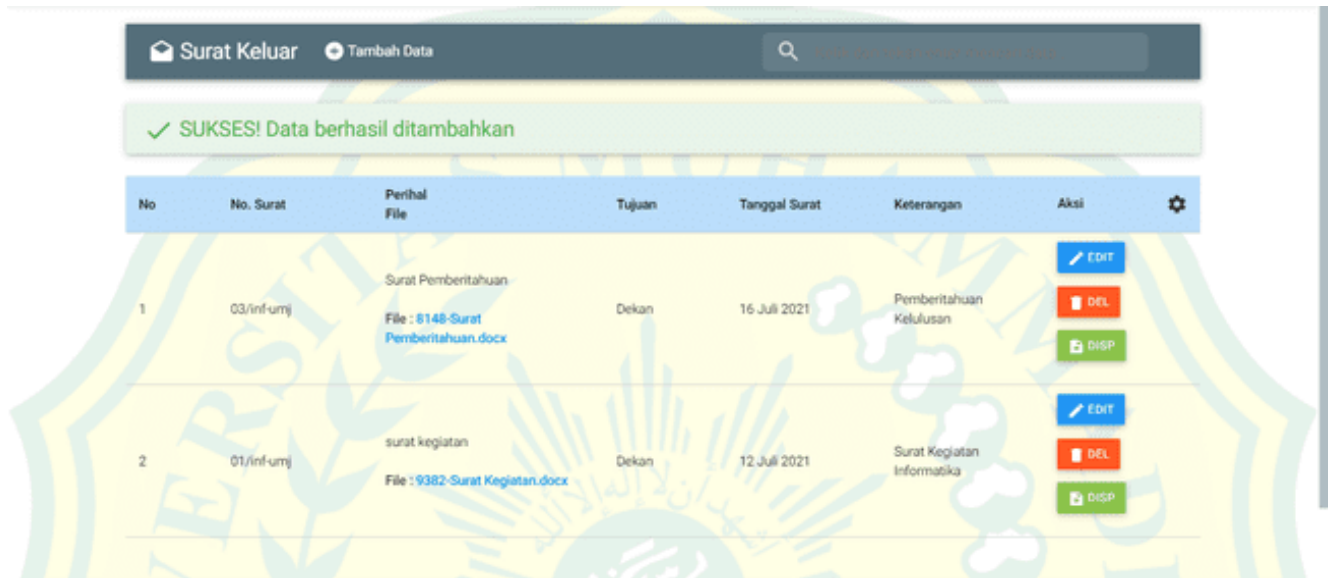 Surat Keluar
Tambah Data
SUKSES! Data berhasil ditambahkan
No
No. Surat
Perihal
File
Tujuan
Tanggal Surat
Keterangan
Aksi
1
03/inf-umj
Surat Pemberitahuan
File : 8148-Surat
Pemberitahuan.docx
Dekan
16 Juli 2021
Pemberitahuan
Kelulusan
EDIT
DEL
DISP
2
01/inf-umj
surat kegiatan
File : 9382-Surat Kegiatan.docx
Dekan
12 Juli 2021
Surat Kegiatan
Informatika
EDIT
DEL
DISP